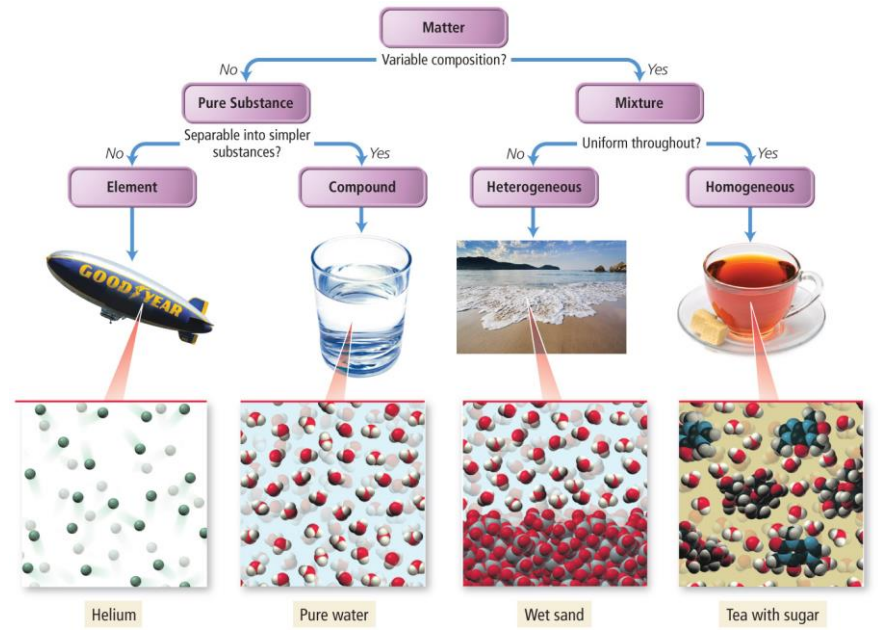 Matter
Variable composition?
No
Yes
Pure Substance
Mixture
Separable into simpler
substances?
No
Yes
Uniform throughout?
No
Yes
Element
Compound
Heterogeneous
Homogeneous
GOODYEAR
Helium
Pure water
Wet sand
Tea with sugar